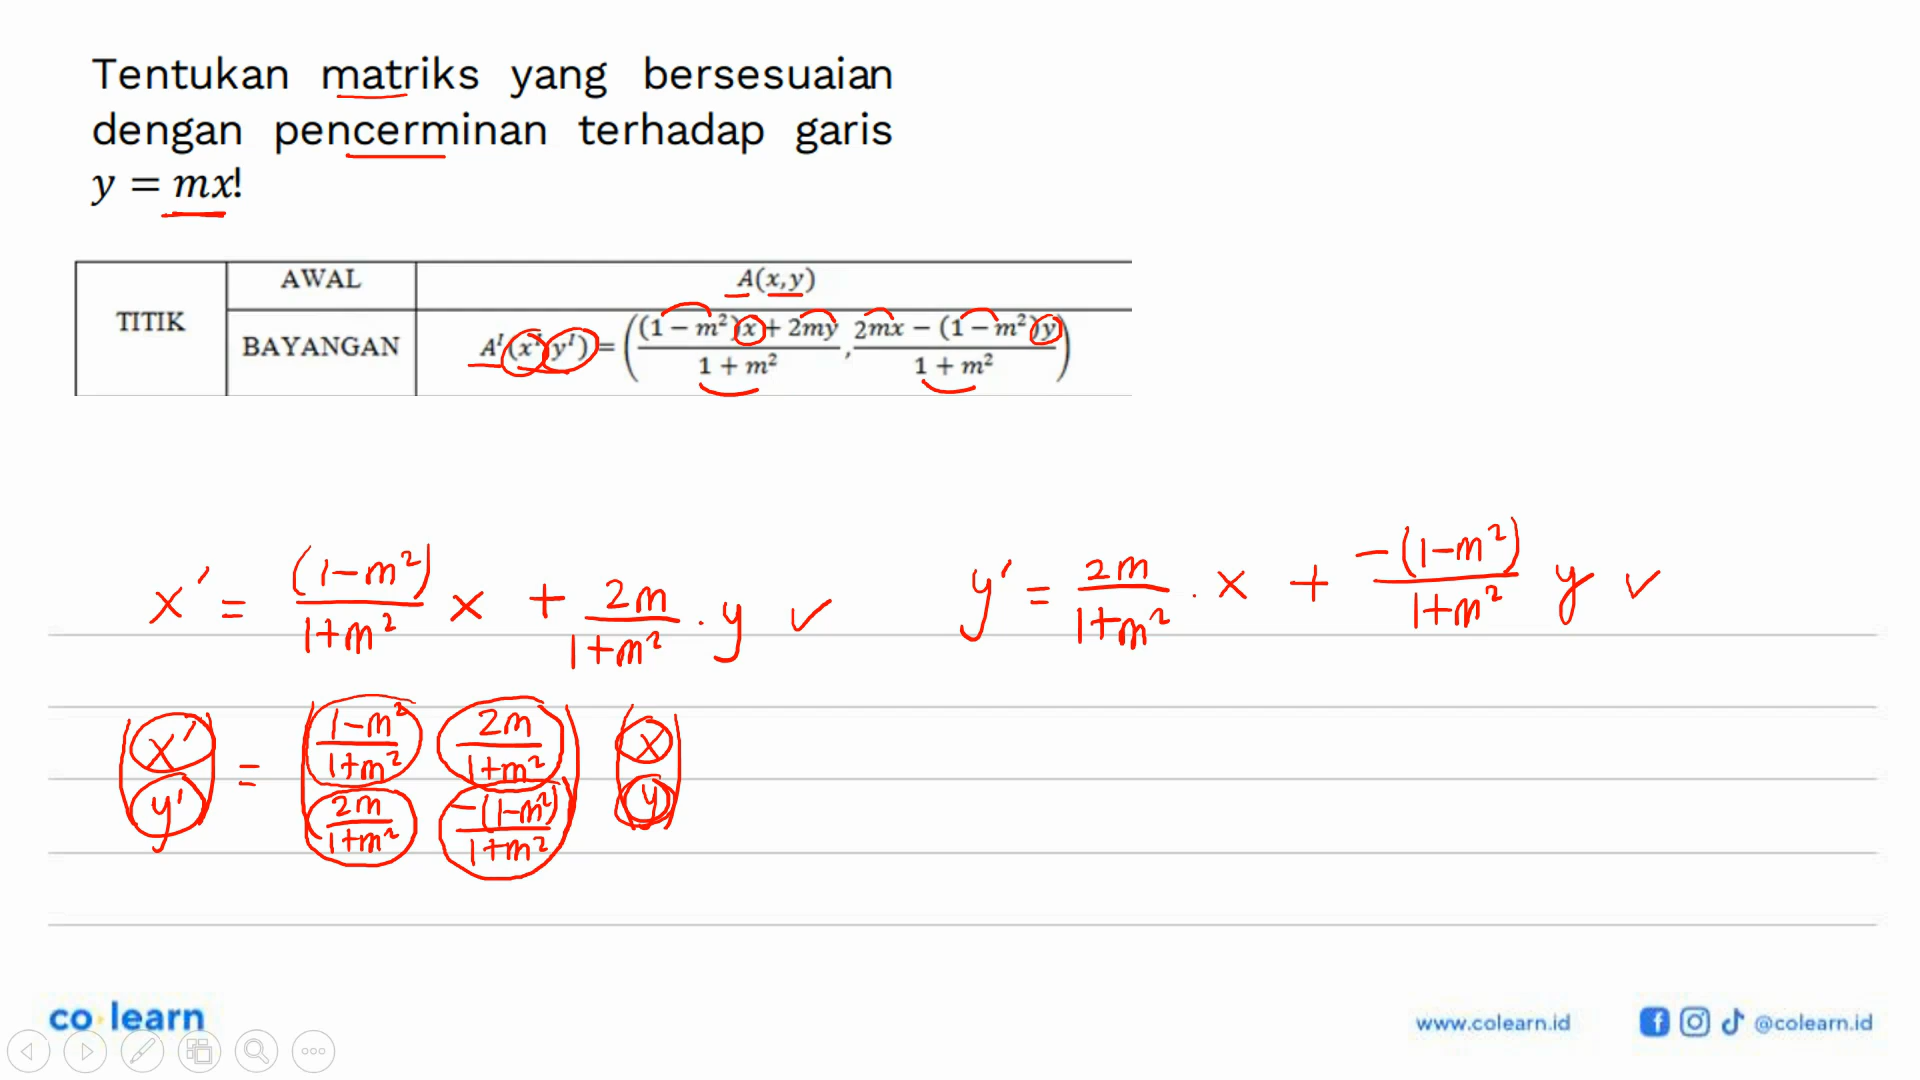 Tentukan matriks yang bersesuaian
dengan pencerminan terhadap garis
y = mx!
TITIK
AWAL
A(x,y)
BAYANGAN
Aᴵ(xᴵ yᴵ) = ( ((1 − m²)x + 2my)/(1 + m²) , (2mx − (1 − m²)y)/(1 + m²) )
x' = (1−m²)/(1+m²) x + 2m/(1+m²) . y ✓
y' = 2m/(1+m²) . x + −(1−m²)/(1+m²) y ✓
(x') = ( (1−m²)/(1+m²) 2m/(1+m²) ) (x)
(y') ( 2m/(1+m²) −(1−m²)/(1+m²) ) (y)
co learn
www.colearn.id
@colearn.id